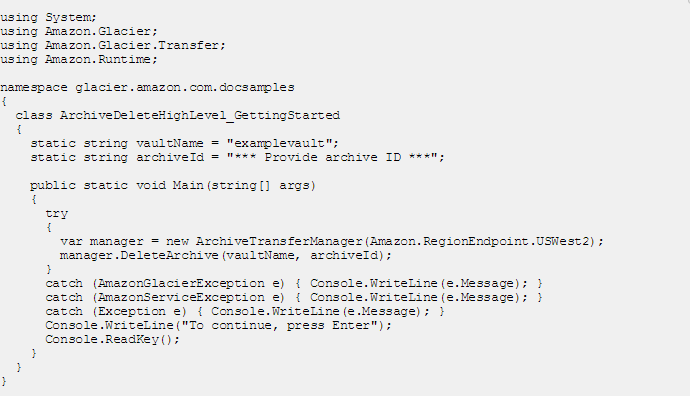 using System;
using Amazon.Glacier;
using Amazon.Glacier.Transfer;
using Amazon.Runtime;

namespace glacier.amazon.com.docsamples
{
  class ArchiveDeleteHighLevel_GettingStarted
  {
    static string vaultName = "examplevault";
    static string archiveId = "*** Provide archive ID ***";

    public static void Main(string[] args)
    {
      try
      {
        var manager = new ArchiveTransferManager(Amazon.RegionEndpoint.USWest2);
        manager.DeleteArchive(vaultName, archiveId);
      }
      catch (AmazonGlacierException e) { Console.WriteLine(e.Message); }
      catch (AmazonServiceException e) { Console.WriteLine(e.Message); }
      catch (Exception e) { Console.WriteLine(e.Message); }
      Console.WriteLine("To continue, press Enter");
      Console.ReadKey();
    }
  }
}